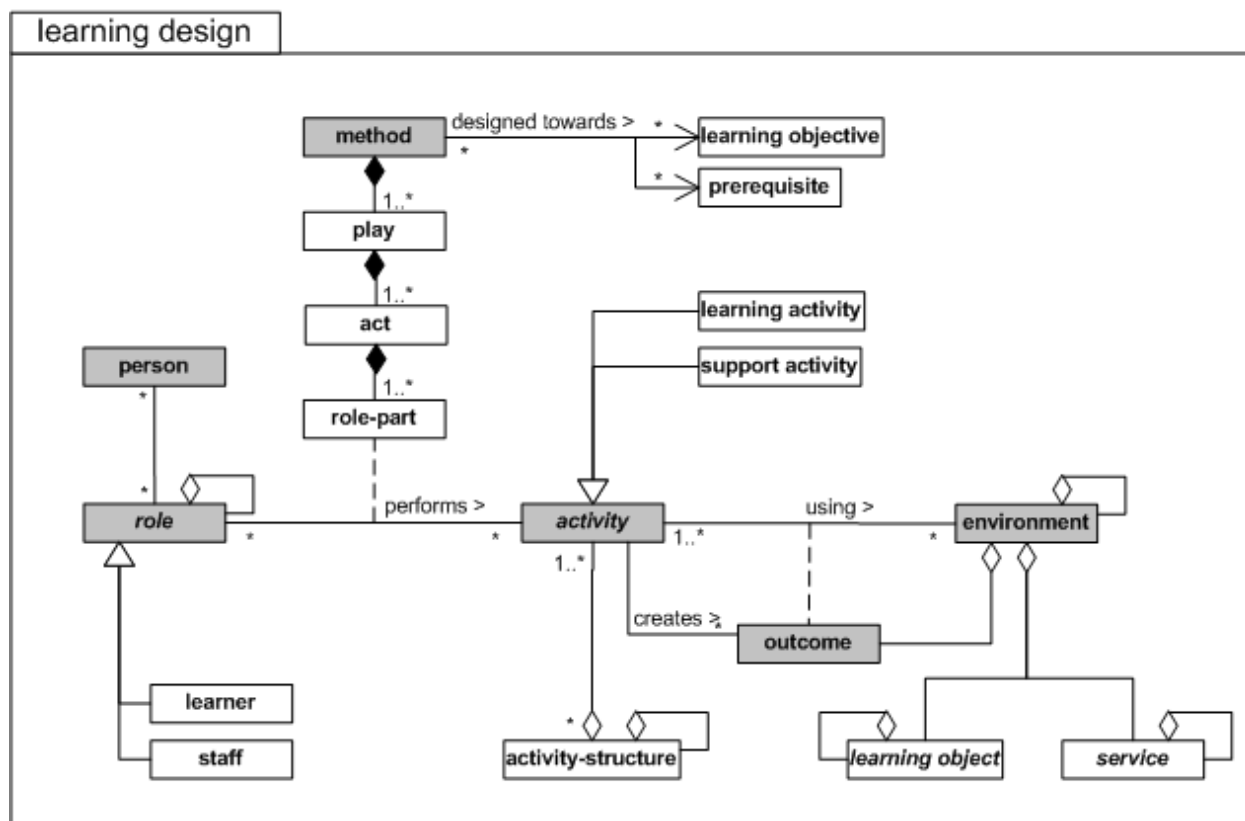 learning design
method
designed towards >
*
*
learning objective
*
prerequisite
1..*
play
1..*
act
1..*
role-part
learning activity
support activity
person
*
*
role
*
performs >
*
activity
1..*
using >
*
environment
1..*
creates >
*
outcome
learner
staff
*
activity-structure
learning object
service